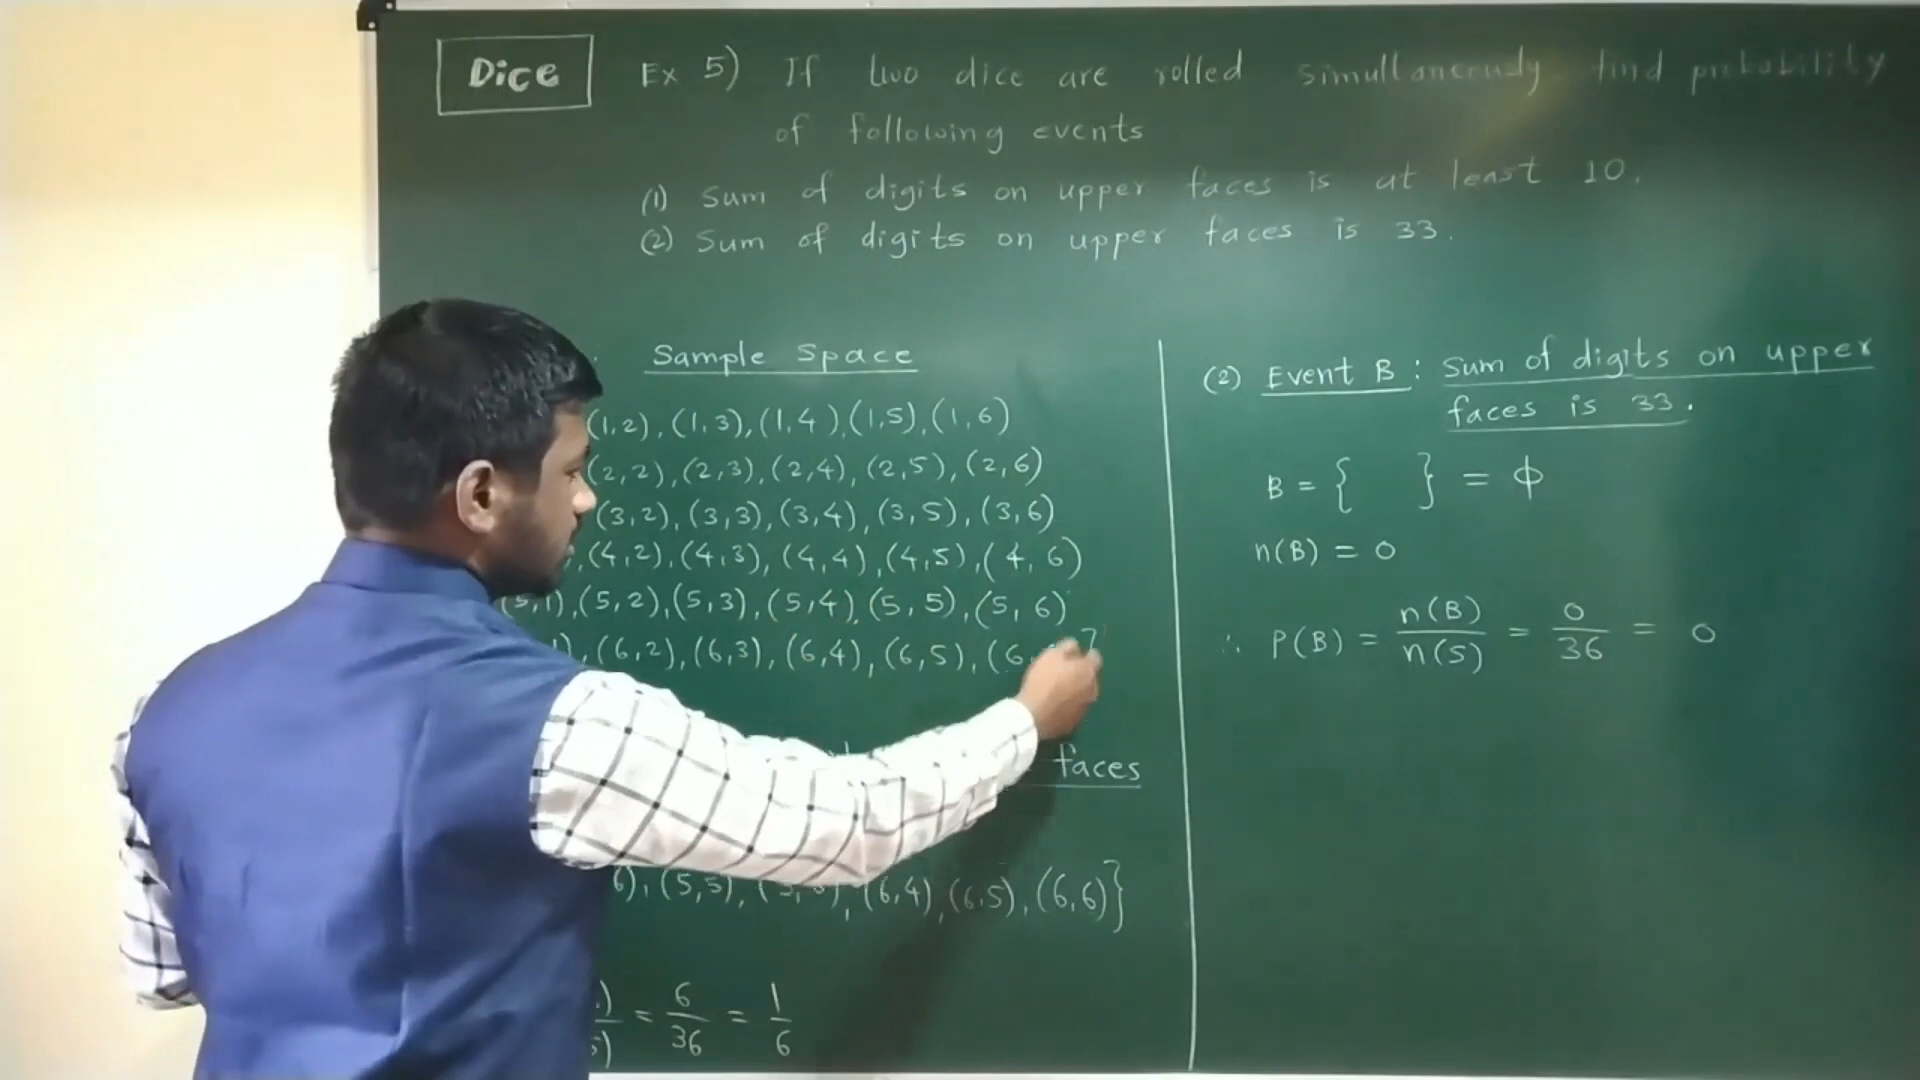 Dice
Ex 5) If two dice are rolled simultaneously find probability
of following events
(1) Sum of digits on upper faces is at least 10.
(2) Sum of digits on upper faces is 33.
Sample Space
(1,2), (1,3), (1,4), (1,5), (1,6)
(2,2), (2,3), (2,4), (2,5), (2,6)
(3,2), (3,3), (3,4), (3,5), (3,6)
(4,2), (4,3), (4,4), (4,5), (4,6)
(5,1), (5,2), (5,3), (5,4), (5,5), (5,6)
1), (6,2), (6,3), (6,4), (6,5), (6,
faces
6), (5,5), (6,4), (6,5), (6,6)}
= 6/36 = 1/6
(2) Event B : Sum of digits on upper
faces is 33.
B = { } = ϕ
n(B) = 0
∴ P(B) = n(B)/n(S) = 0/36 = 0